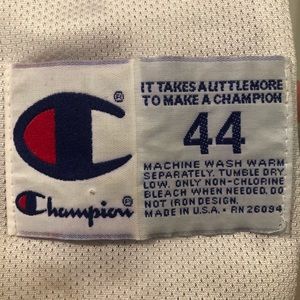 ®
Champion®
IT TAKES A LITTLE MORE
TO MAKE A CHAMPION
44
MACHINE WASH WARM
SEPARATELY. TUMBLE DRY
LOW. ONLY NON-CHLORINE
BLEACH WHEN NEEDED. DO
NOT IRON DESIGN.
MADE IN U.S.A. • RN 26094